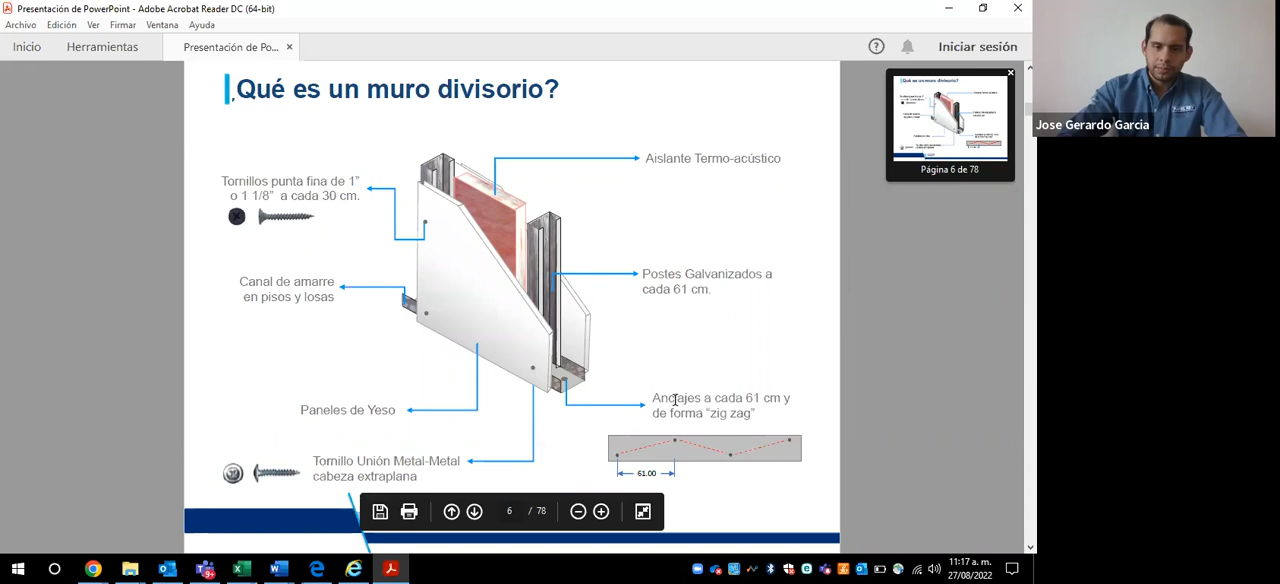 Presentación de PowerPoint - Adobe Acrobat Reader DC (64-bit)
Archivo Edición Ver Firmar Ventana Ayuda
Inicio Herramientas Presentación de Po... × Iniciar sesión
Jose Gerardo Garcia
Página 6 de 78
Qué es un muro divisorio?
Aislante Termo-acústico
Tornillos punta fina de 1”
o 1 1/8” a cada 30 cm.
Postes Galvanizados a
cada 61 cm.
Canal de amarre
en pisos y losas
Anclajes a cada 61 cm y
de forma “zig zag”
Paneles de Yeso
61.00
Tornillo Unión Metal-Metal
cabeza extraplana
6 / 78
11:17 a. m.
27/08/2022